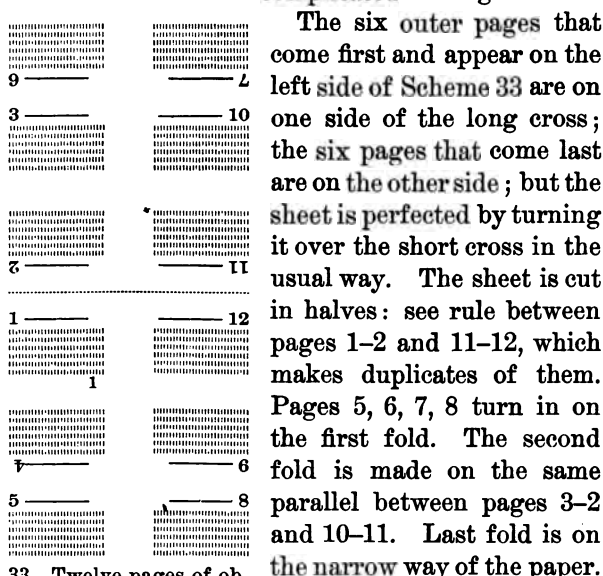 6 7
3 10
2 11
1 12
1
4 9
5 8
33 Twelve pages of ob-
The six outer pages that
come first and appear on the
left side of Scheme 33 are on
one side of the long cross;
the six pages that come last
are on the other side; but the
sheet is perfected by turning
it over the short cross in the
usual way. The sheet is cut
in halves: see rule between
pages 1–2 and 11–12, which
makes duplicates of them.
Pages 5, 6, 7, 8 turn in on
the first fold. The second
fold is made on the same
parallel between pages 3–2
and 10–11. Last fold is on
the narrow way of the paper.